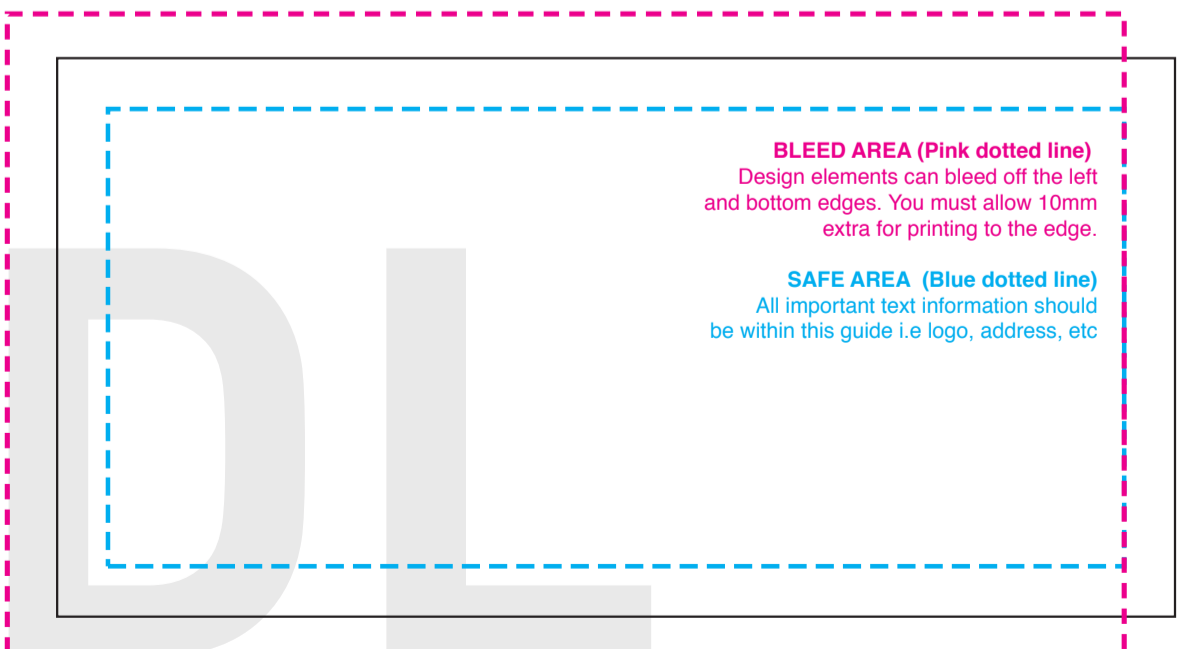 BLEED AREA (Pink dotted line)
Design elements can bleed off the left
and bottom edges. You must allow 10mm
extra for printing to the edge.
SAFE AREA (Blue dotted line)
All important text information should
be within this guide i.e logo, address, etc
DL